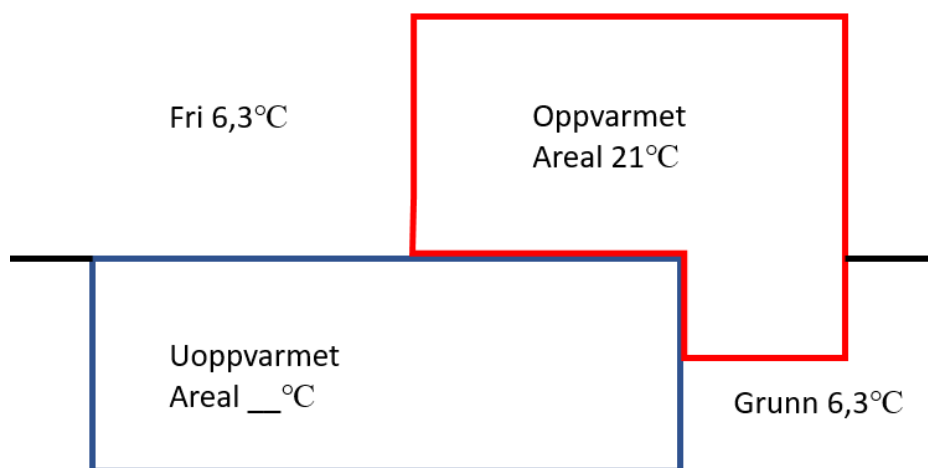 Fri 6,3°C
Oppvarmet
Areal 21°C
Uoppvarmet
Areal __°C
Grunn 6,3°C